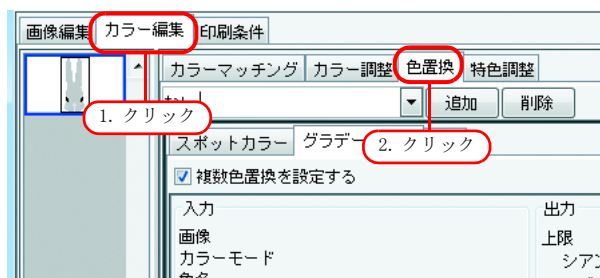 画像編集 カラー編集 印刷条件
カラーマッチング カラー調整 色置換 特色調整
追加 削除
1. クリック
スポットカラー グラデー
2. クリック
複数色置換を設定する
入力 出力
画像 上限
カラーモード シアン